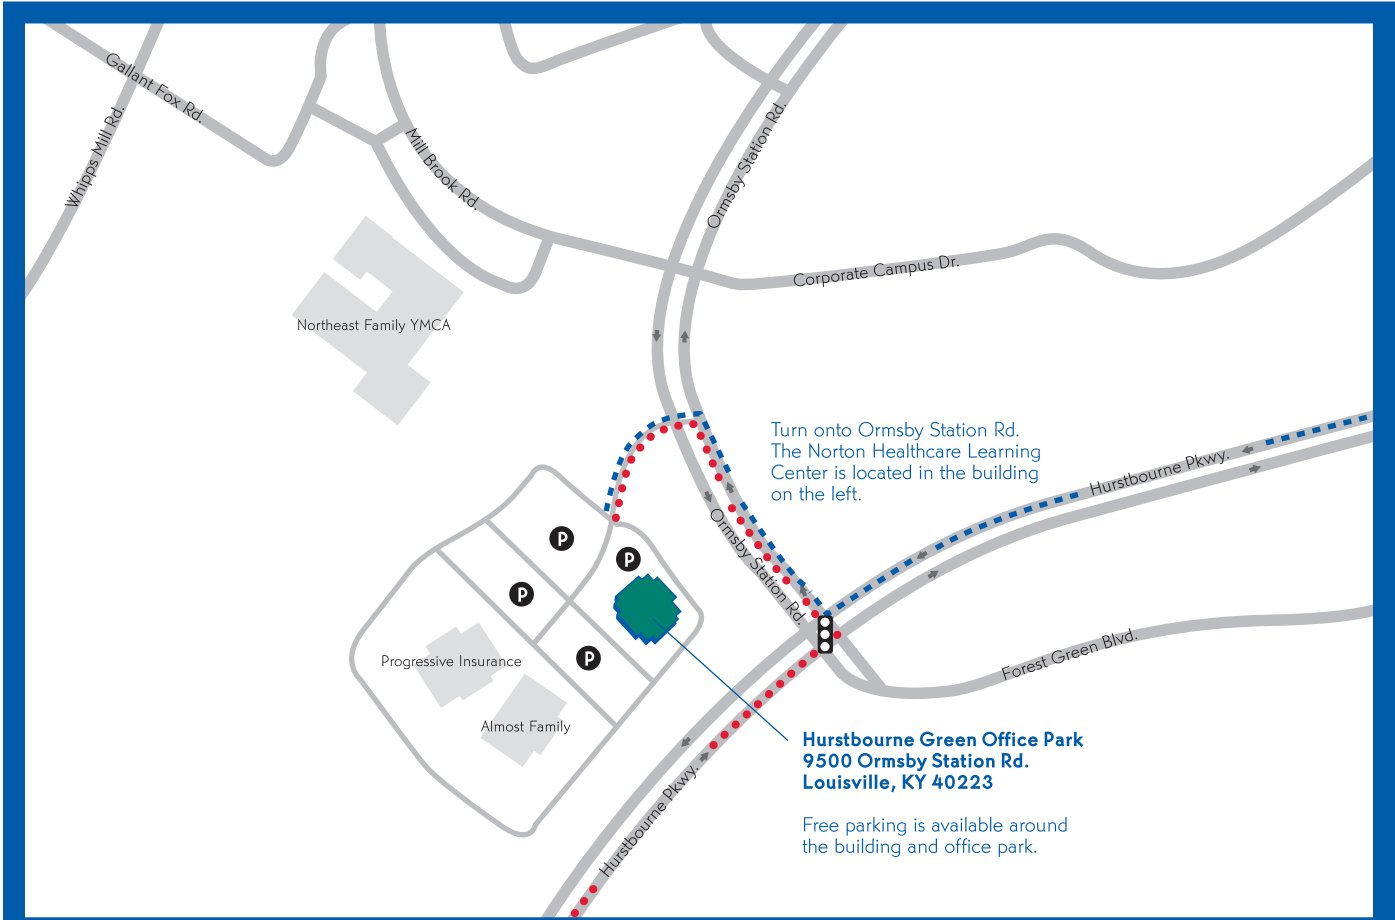 Gallant Fox Rd.
Whipps Mill Rd.
Mill Brook Rd.
Ormsby Station Rd.
Corporate Campus Dr.
Northeast Family YMCA
Turn onto Ormsby Station Rd.
The Norton Healthcare Learning
Center is located in the building
on the left.
Hurstbourne Pkwy.
Ormsby Station Rd.
P
P
P
P
Forest Green Blvd.
Progressive Insurance
Almost Family
Hurstbourne Green Office Park
9500 Ormsby Station Rd.
Louisville, KY 40223
Free parking is available around
the building and office park.
Hurstbourne Pkwy.